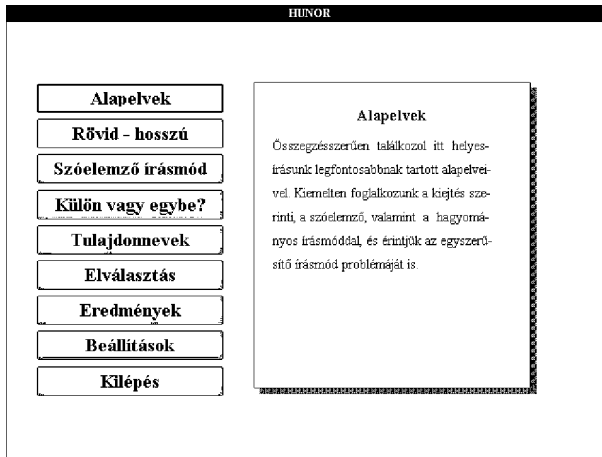 HUNOR
Alapelvek
Rövid - hosszú
Szóelemző írásmód
Külön vagy egybe?
Tulajdonnevek
Elválasztás
Eredmények
Beállítások
Kilépés
Alapelvek
Összegzésszerűen találkozol itt helyes-
írásunk legfontosabbnak tartott alapelvei-
vel. Kiemelten foglalkozunk a kiejtés sze-
rinti, a szóelemző, valamint a hagyomá-
nyos írásmóddal, és érintjük az egyszerű-
sítő írásmód problémáját is.